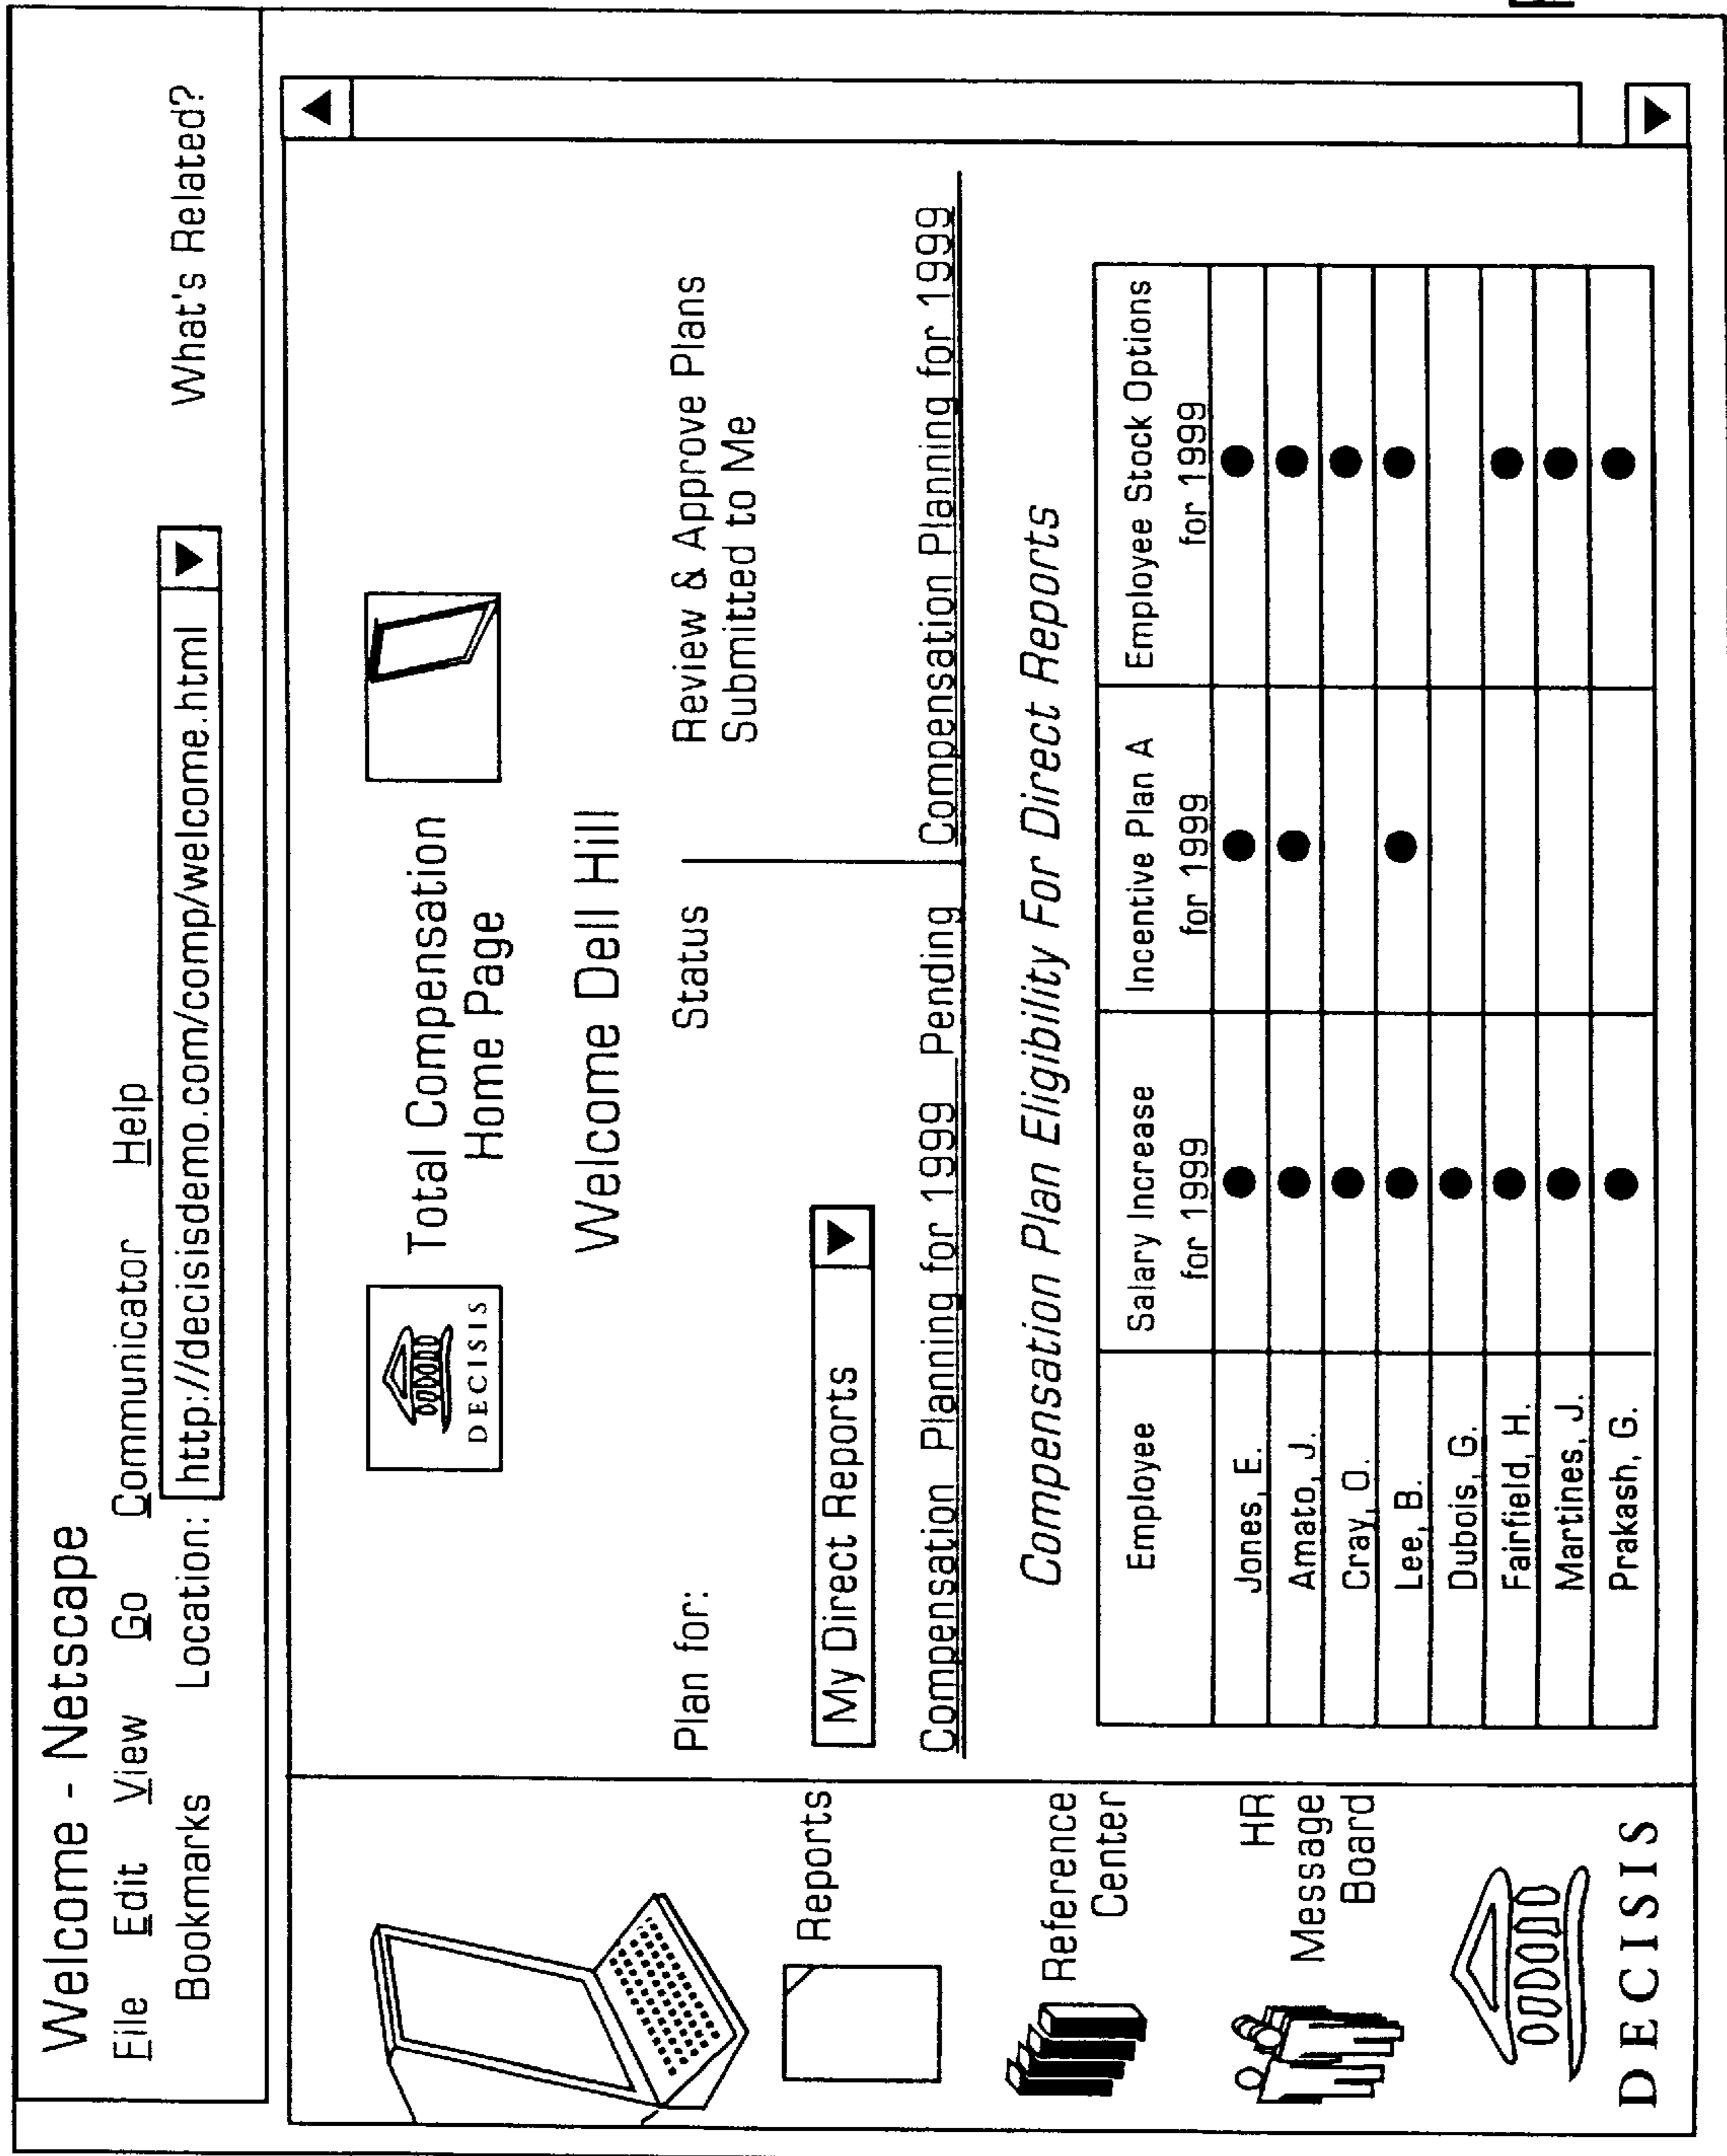 Welcome - Netscape
File Edit View Go Communicator Help
Bookmarks Location: http://decisisdemo.com/comp/welcome.html What's Related?
DECISIS
Total Compensation
Home Page
Welcome Dell Hill
Plan for: Status Review & Approve Plans
Submitted to Me
My Direct Reports
Compensation Planning for 1999 Pending Compensation Planning for 1999
Compensation Plan Eligibility For Direct Reports
Employee Salary Increase for 1999 Incentive Plan A for 1999 Employee Stock Options for 1999
Jones, E. ● ● ●
Amato, J. ● ● ●
Cray, O. ● ●
Lee, B. ● ● ●
Dubois, G. ●
Fairfield, H. ● ●
Martines, J. ● ●
Prakash, G. ● ●
Reports
Reference
Center
HR
Message
Board
DECISIS